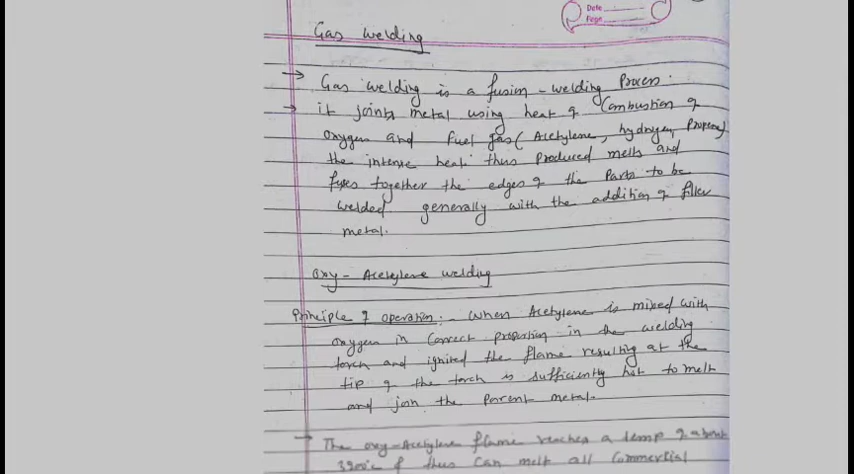 Date
Page
Gas welding
→ Gas welding is a fusion - welding Process.
→ it joints metal using heat of Combustion of
oxygen and fuel gas ( Acetylene, hydrogen, Propene)
the intense heat thus Produced melts and
fuses together the edges of the Parts to be
welded generally with the addition of filler
metal.
Oxy - Acetylene welding
Principle of operation :- When Acetylene is mixed with
oxygen in Correct proportion in the welding
torch and ignited the flame resulting at the
tip of the torch is sufficiently hot to melt
and join the Parent metal.
→ The oxy-Acetylene flame reaches a temp of about
& thus Can melt all Commercial